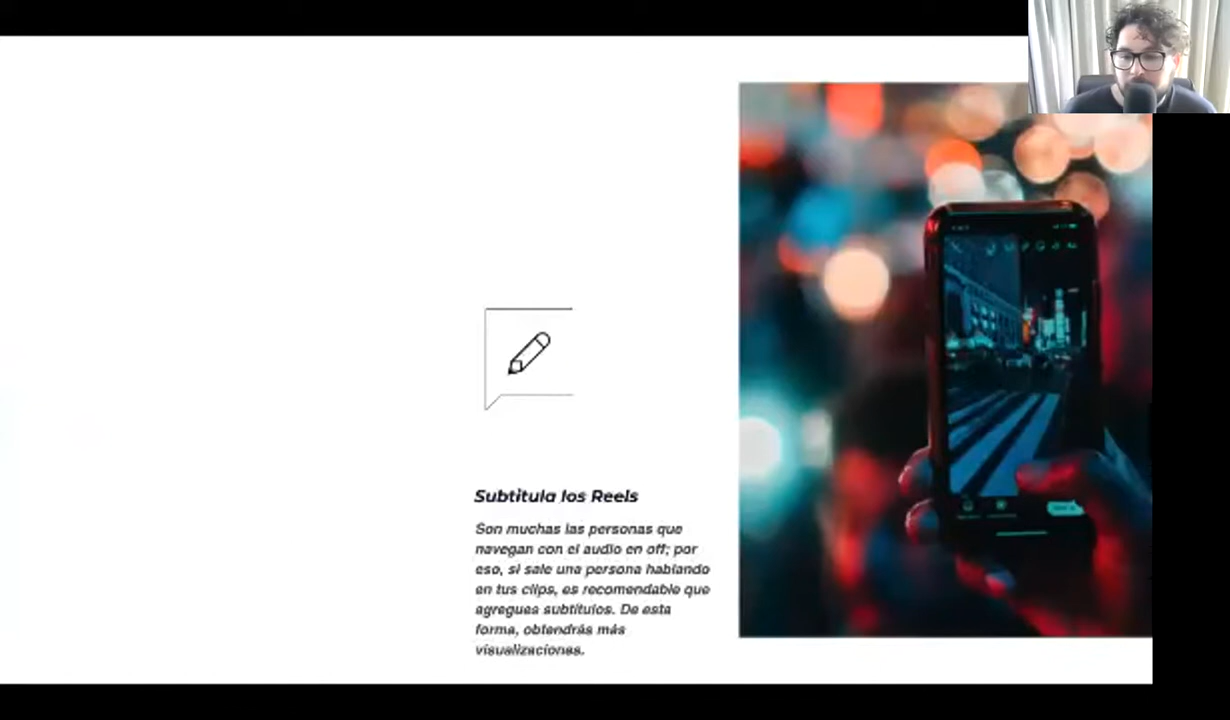 Subtitula los Reels
Son muchas las personas que
navegan con el audio en off; por
eso, si sale una persona hablando
en tus clips, es recomendable que
agregues subtítulos. De esta
forma, obtendrás más
visualizaciones.